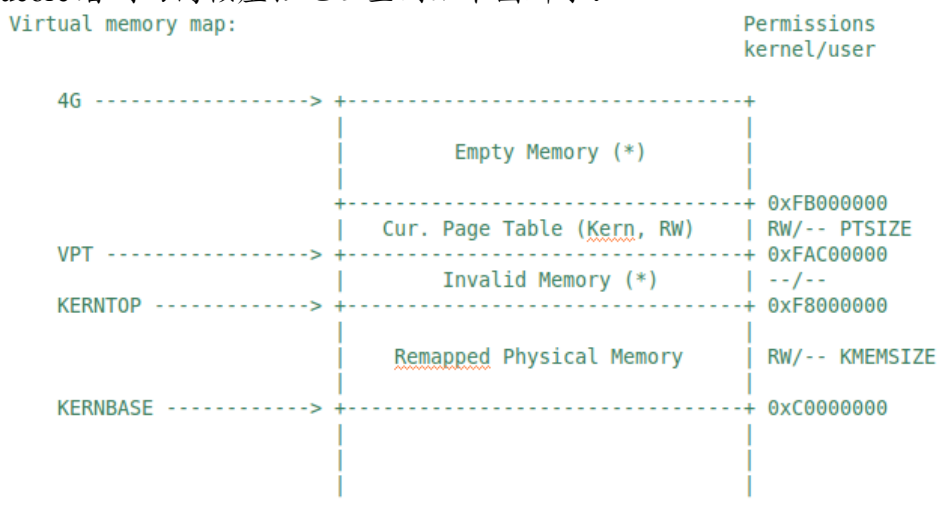 Virtual memory map: Permissions
kernel/user
4G ------------------> +---------------------------------+
| |
| Empty Memory (*) |
| |
+---------------------------------+ 0xFB000000
| Cur. Page Table (Kern, RW) | RW/-- PTSIZE
VPT -----------------> +---------------------------------+ 0xFAC00000
| Invalid Memory (*) | --/--
KERNTOP -------------> +---------------------------------+ 0xF8000000
| |
| Remapped Physical Memory | RW/-- KMEMSIZE
| |
KERNBASE ------------> +---------------------------------+ 0xC0000000
| |
| |
| |